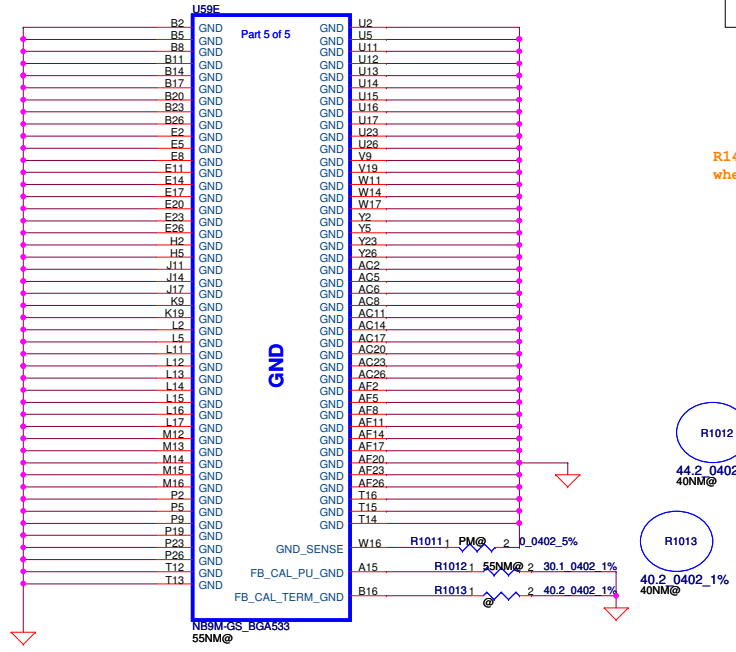 U59E
Part 5 of 5
B2 GND GND U2
B5 GND GND U5
B8 GND GND U11
B11 GND GND U12
B14 GND GND U13
B17 GND GND U14
B20 GND GND U15
B23 GND GND U16
B26 GND GND U17
E2 GND GND U23
E5 GND GND U26
E8 GND GND V9
E11 GND GND V19
E14 GND GND W11
E17 GND GND W14
E20 GND GND W17
E23 GND GND Y2
E26 GND GND Y5
H2 GND GND Y23
H5 GND GND Y26
J11 GND GND AC2
J14 GND GND AC5
J17 GND GND AC6
K9 GND GND AC8
K19 GND GND AC11
L2 GND GND AC14
L5 GND GND AC17
L11 GND GND AC20
L12 GND GND AC23
L13 GND GND AC26
L14 GND GND AF2
L15 GND GND AF5
L16 GND GND AF8
L17 GND GND AF11
M12 GND GND AF14
M13 GND GND AF17
M14 GND GND AF20
M15 GND GND AF23
M16 GND GND AF26
P2 GND GND T16
P5 GND GND T15
P9 GND GND T14
P19 GND
P23 GND GND_SENSE W16 R1011 1 PM@ 2 0_0402_5%
P26 GND
T12 GND FB_CAL_PU_GND A15 R1012 1 55NM@ 2 30.1_0402_1%
T13 GND
FB_CAL_TERM_GND B16 R1013 1 @ 2 40.2_0402_1%
GND
NB9M-GS_BGA533
55NM@
R14
whe
R1012
44.2_0402
40NM@
R1013
40.2_0402_1%
40NM@